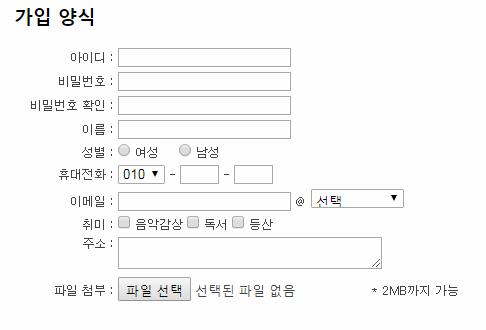 가입 양식
아이디 :
비밀번호 :
비밀번호 확인 :
이름 :
성별 : 여성 남성
휴대전화 : 010 - -
이메일 : @ 선택
취미 : 음악감상 독서 등산
주소 :
파일 첨부 : 파일 선택 선택된 파일 없음 * 2MB까지 가능